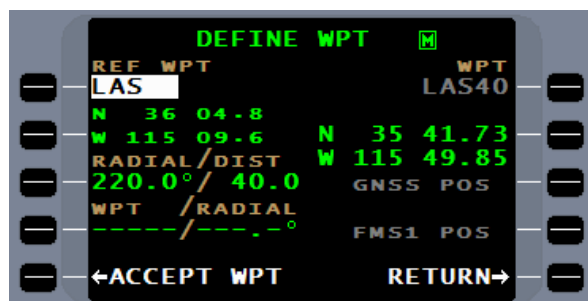 DEFINE WPT M
REF WPT WPT
LAS LAS40
N 36 04.8
W 115 09.6 N 35 41.73
RADIAL/DIST W 115 49.85
220.0°/ 40.0 GNSS POS
WPT /RADIAL
-----/---.-° FMS1 POS
←ACCEPT WPT RETURN→